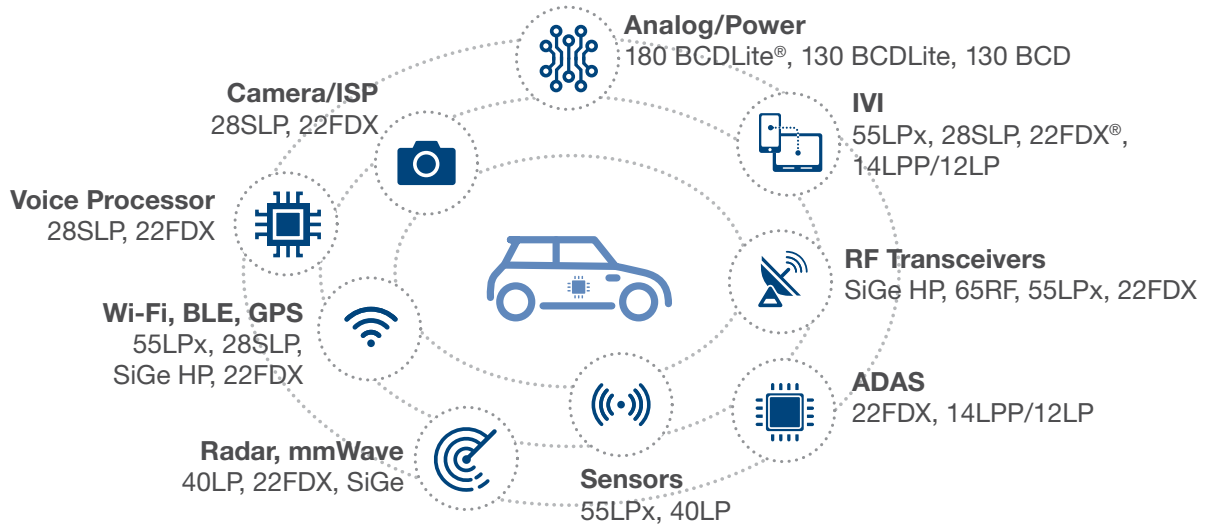 Analog/Power
180 BCDLite®, 130 BCDLite, 130 BCD
Camera/ISP
28SLP, 22FDX
IVI
55LPx, 28SLP, 22FDX®,
14LPP/12LP
Voice Processor
28SLP, 22FDX
RF Transceivers
SiGe HP, 65RF, 55LPx, 22FDX
Wi-Fi, BLE, GPS
55LPx, 28SLP,
SiGe HP, 22FDX
ADAS
22FDX, 14LPP/12LP
Radar, mmWave
40LP, 22FDX, SiGe
Sensors
55LPx, 40LP